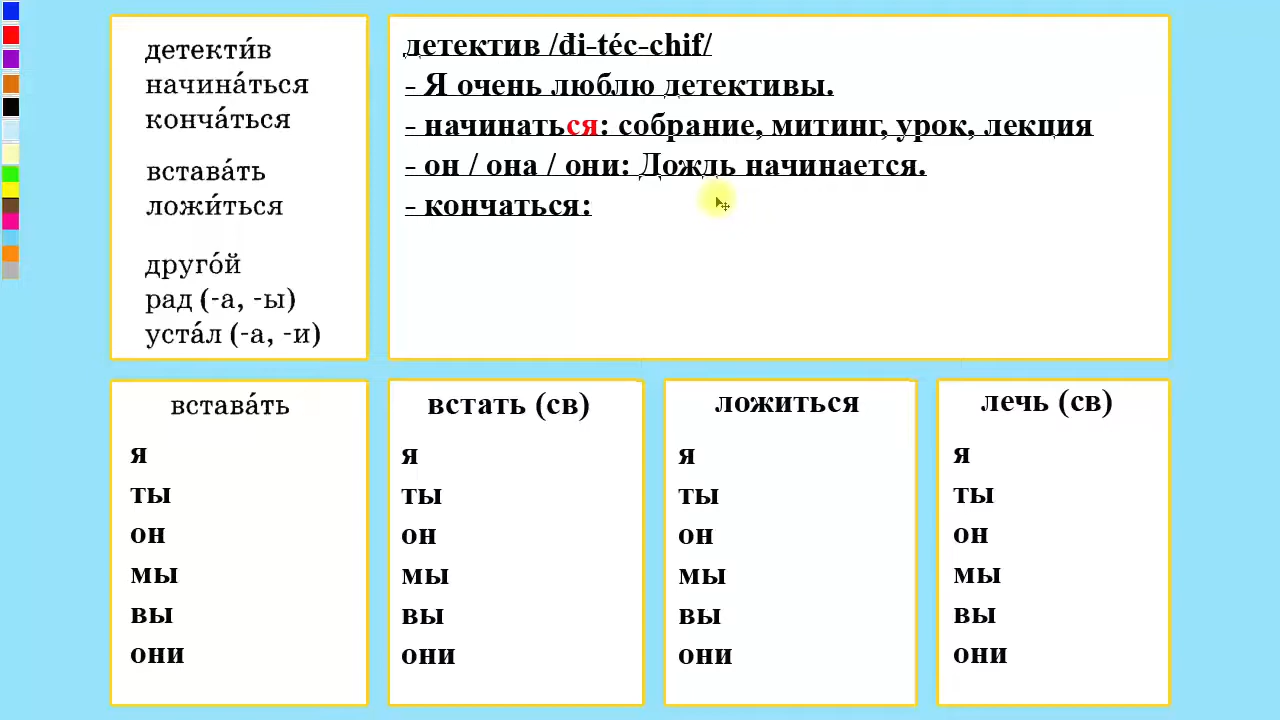 детекти́в
начина́ться
конча́ться
встава́ть
ложи́ться
друго́й
рад (-а, -ы)
уста́л (-а, -и)
детектив /đi-téc-chif/
- Я очень люблю детективы.
- начинаться: собрание, митинг, урок, лекция
- он / она / они: Дождь начинается.
- кончаться:
встава́ть
я
ты
он
мы
вы
они
встать (св)
я
ты
он
мы
вы
они
ложиться
я
ты
он
мы
вы
они
лечь (св)
я
ты
он
мы
вы
они